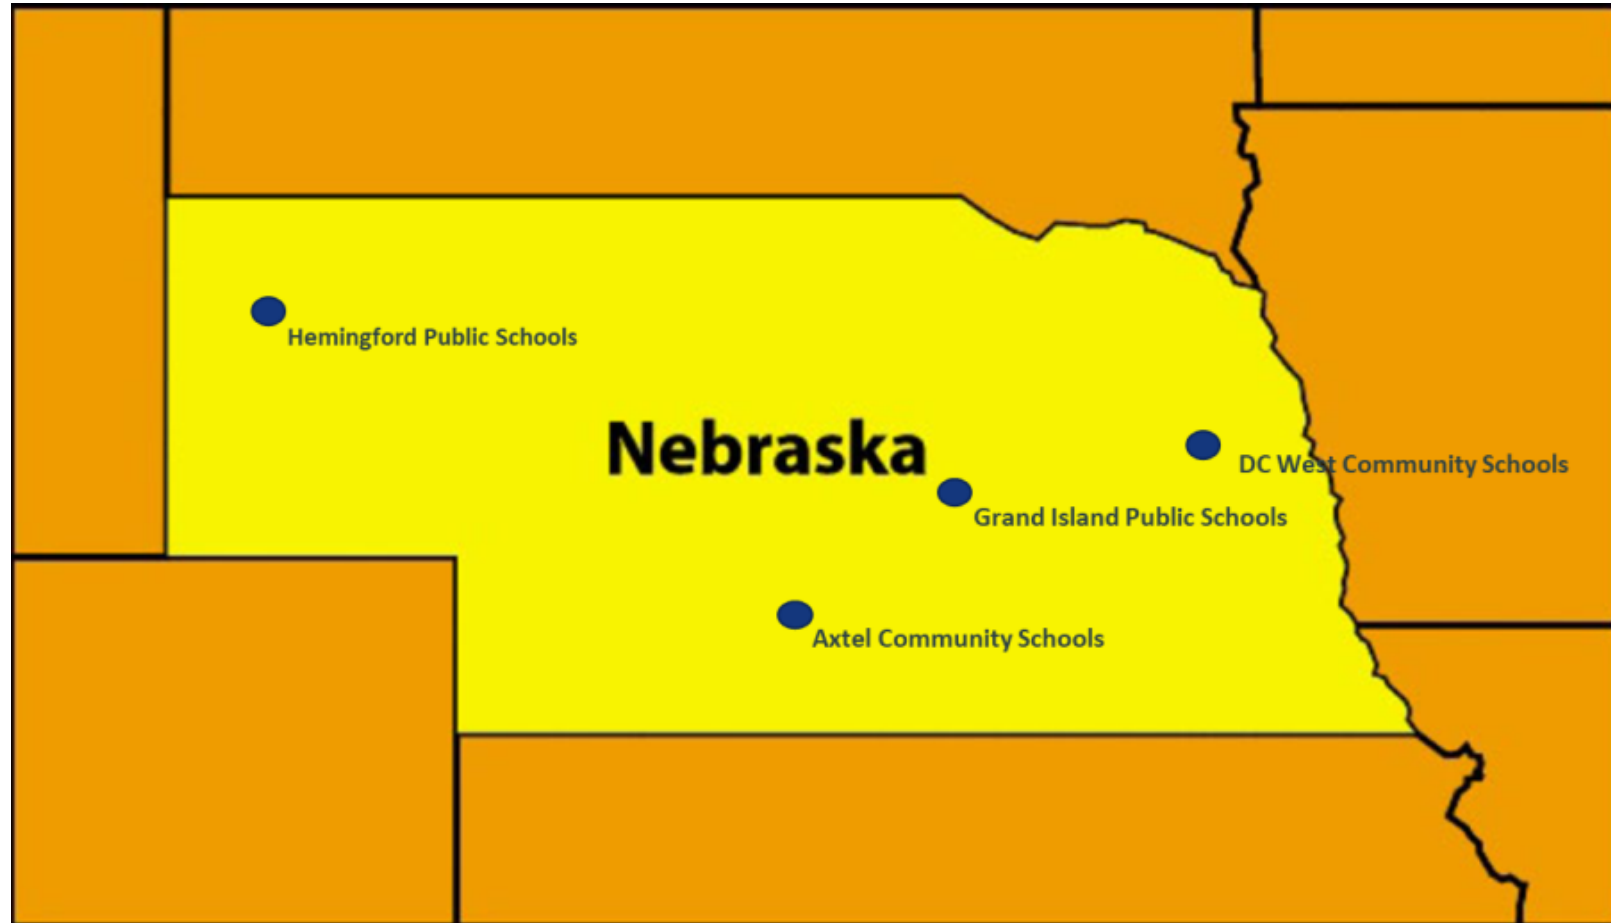 Hemingford Public Schools
Nebraska
DC West Community Schools
Grand Island Public Schools
Axtel Community Schools